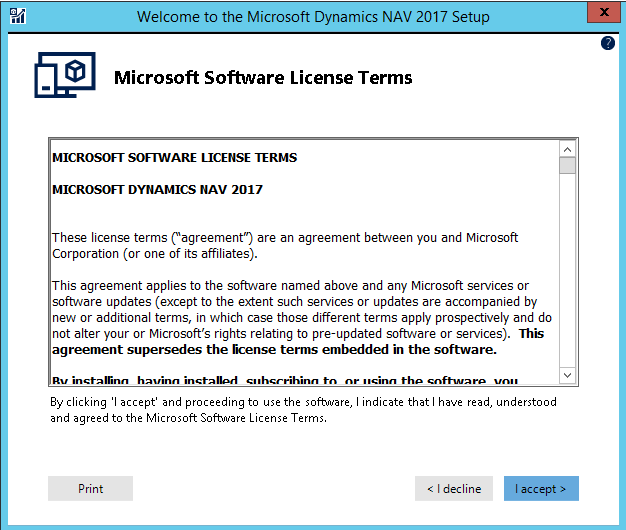 Welcome to the Microsoft Dynamics NAV 2017 Setup
x
?
Microsoft Software License Terms
MICROSOFT SOFTWARE LICENSE TERMS
MICROSOFT DYNAMICS NAV 2017
These license terms (“agreement”) are an agreement between you and Microsoft
Corporation (or one of its affiliates).
This agreement applies to the software named above and any Microsoft services or
software updates (except to the extent such services or updates are accompanied by
new or additional terms, in which case those different terms apply prospectively and do
not alter your or Microsoft’s rights relating to pre-updated software or services). This
agreement supersedes the license terms embedded in the software.
By installing, having installed, subscribing to, or using the software, you
By clicking 'I accept' and proceeding to use the software, I indicate that I have read, understood
and agreed to the Microsoft Software License Terms.
Print
< I decline
I accept >